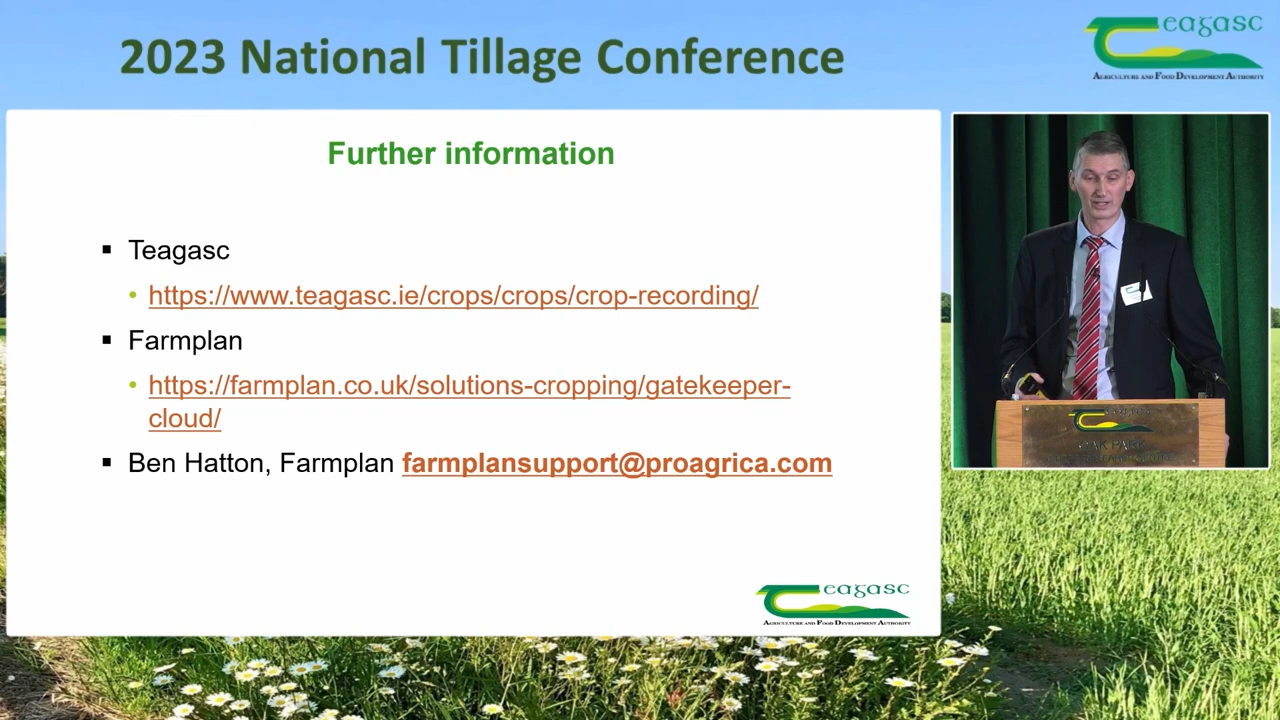 2023 National Tillage Conference
Teagasc
AGRICULTURE AND FOOD DEVELOPMENT AUTHORITY
Further information
Teagasc
https://www.teagasc.ie/crops/crops/crop-recording/
Farmplan
https://farmplan.co.uk/solutions-cropping/gatekeeper-
cloud/
Ben Hatton, Farmplan farmplansupport@proagrica.com
Teagasc
AGRICULTURE AND FOOD DEVELOPMENT AUTHORITY
OAK PARK